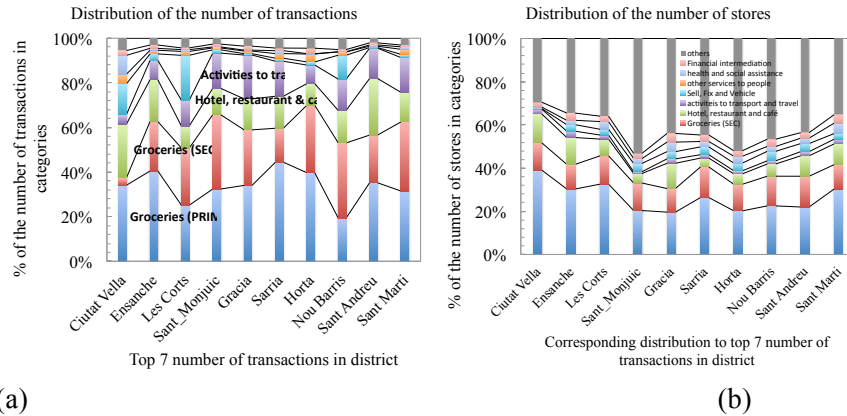 Distribution of the number of transactions
% of the number of transactions in
categories
100%
80%
60%
40%
20%
0%
Activities to tra
Hotel, restaurant & ca
Groceries (SEC
Groceries (PRIM
Ciutat Vella
Ensanche
Les Corts
Sant_Monjuic
Gracia
Sarria
Horta
Nou Barris
Sant Andreu
Sant Marti
Top 7 number of transactions in district
(a)
Distribution of the number of stores
% of the number of stores in categories
100%
80%
60%
40%
20%
0%
others
Financial intermediation
health and social assistance
other services to people
Sell, Fix and Vehicle
activiteis to transport and travel
Hotel, restaurant and café
Groceries (SEC)
Ciutat Vella
Ensanche
Les Corts
Sant_Monjuic
Gracia
Sarria
Horta
Nou Barris
Sant Andreu
Sant Marti
Corresponding distribution to top 7 number of
transactions in district
(b)